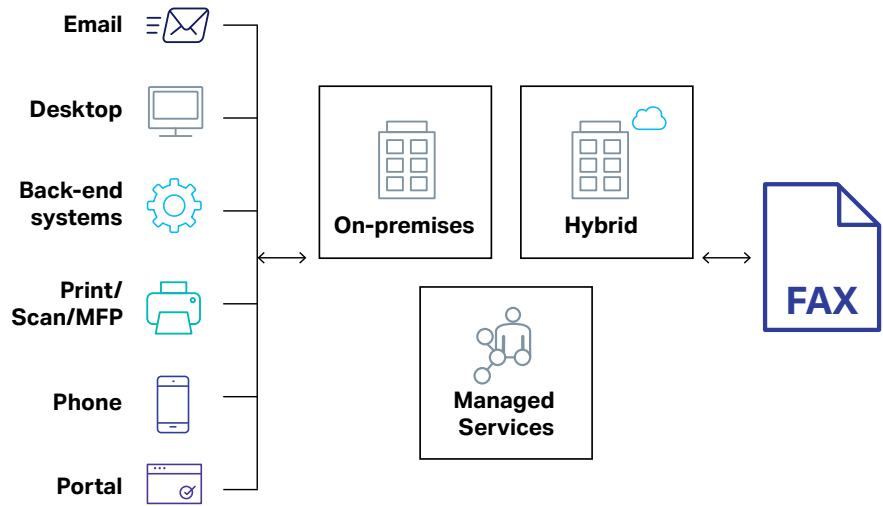 Email
Desktop
Back-end
systems
Print/
Scan/MFP
Phone
Portal
On-premises
Hybrid
Managed
Services
FAX